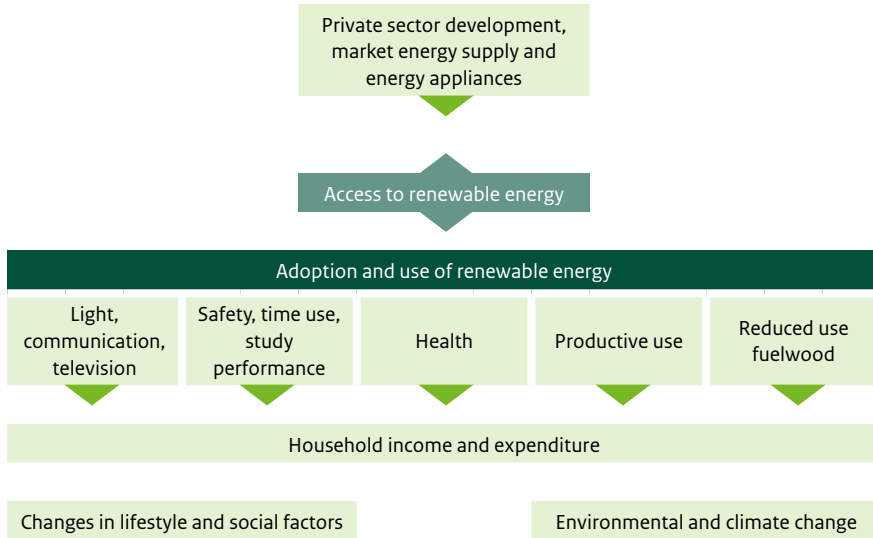 Private sector development,
market energy supply and
energy appliances
Access to renewable energy
Adoption and use of renewable energy
Light,
communication,
television
Safety, time use,
study
performance
Health
Productive use
Reduced use
fuelwood
Household income and expenditure
Changes in lifestyle and social factors
Environmental and climate change